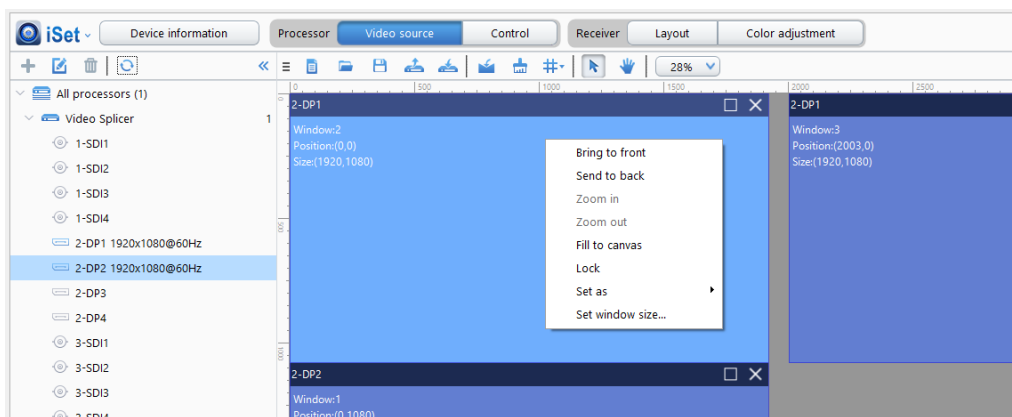 iSet
Device information
Processor
Video source
Control
Receiver
Layout
Color adjustment
28%
All processors (1)
Video Splicer 1
1-SDI1
1-SDI2
1-SDI3
1-SDI4
2-DP1 1920x1080@60Hz
2-DP2 1920x1080@60Hz
2-DP3
2-DP4
3-SDI1
3-SDI2
3-SDI3
3-SDI4
0 500 1000 1500 2000 2500
0
500
1000
2-DP1
Window:2
Position:(0,0)
Size:(1920,1080)
Bring to front
Send to back
Zoom in
Zoom out
Fill to canvas
Lock
Set as
Set window size...
2-DP1
Window:3
Position:(2003,0)
Size:(1920,1080)
2-DP2
Window:1
Position:(0,1080)